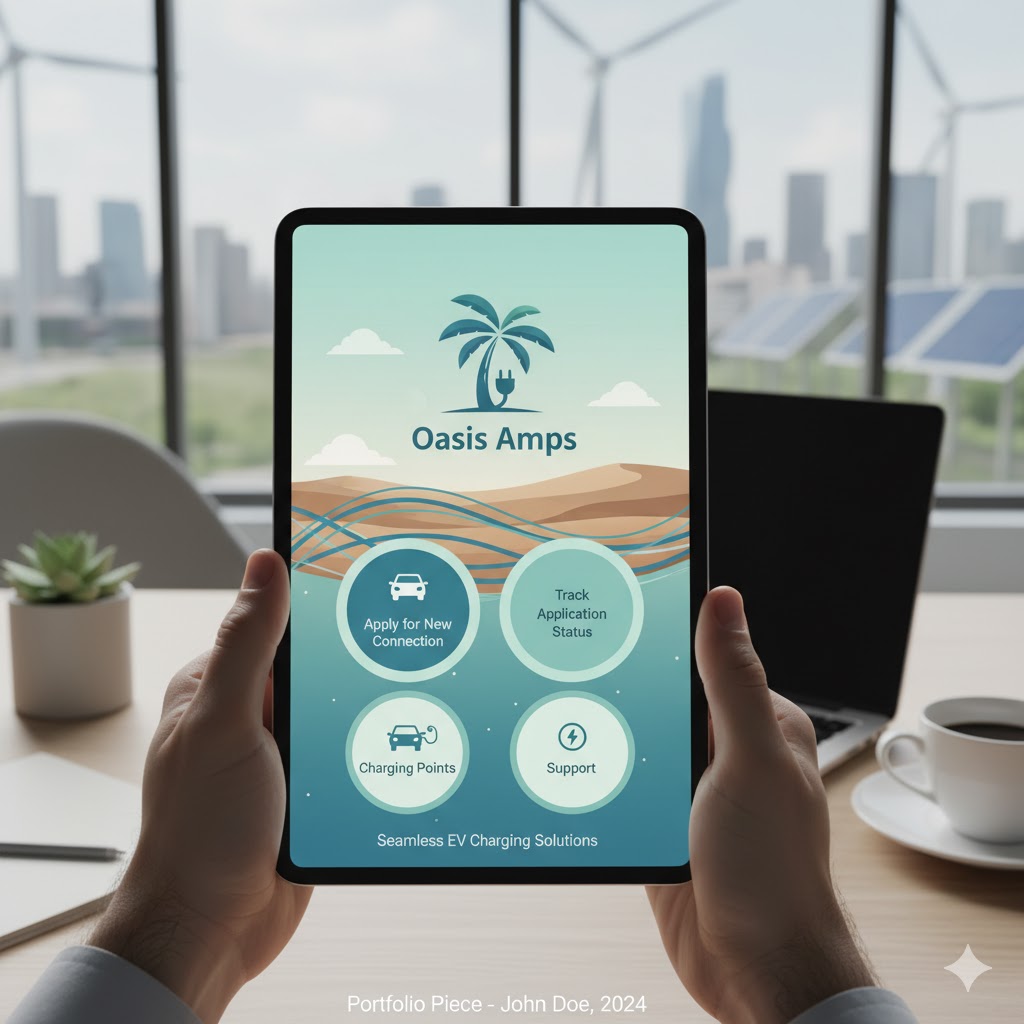 Oasis Amps
Apply for New
Connection
Track
Application
Status
Charging Points
Support
Seamless EV Charging Solutions
Portfolio Piece - John Doe, 2024